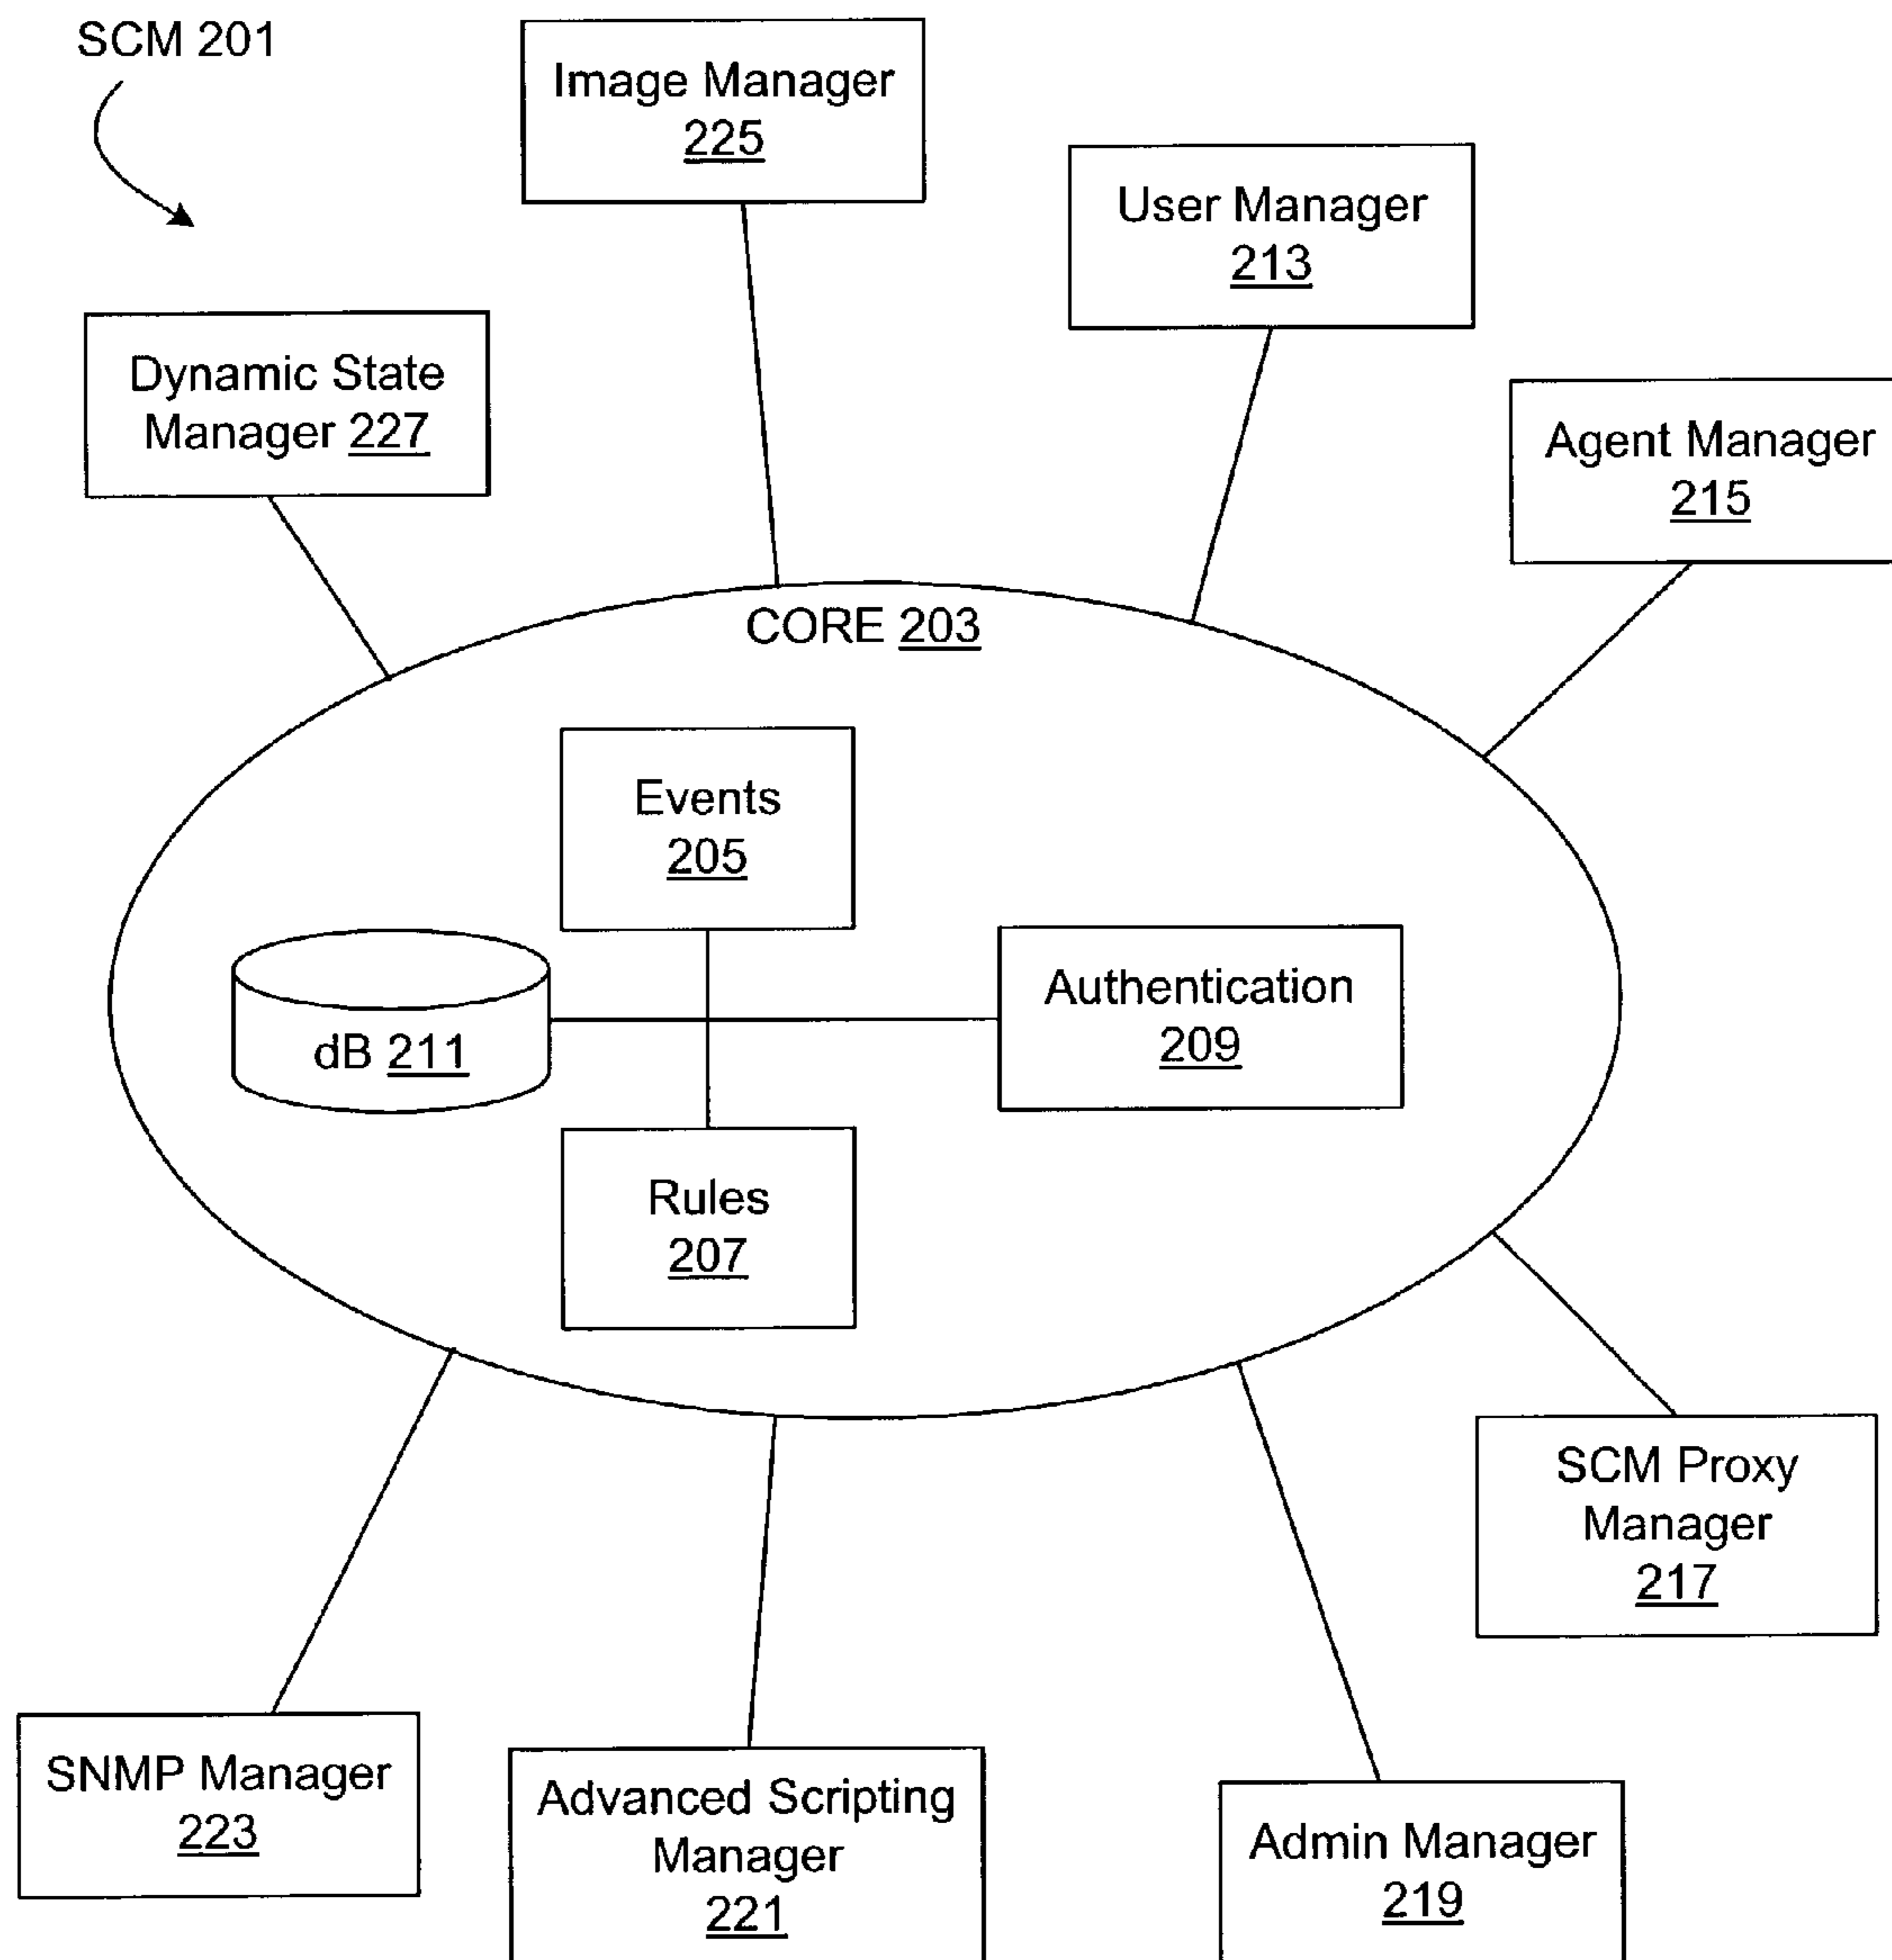 SCM 201
Image Manager
225
User Manager
213
Dynamic State
Manager 227
Agent Manager
215
CORE 203
Events
205
dB 211
Authentication
209
Rules
207
SCM Proxy
Manager
217
SNMP Manager
223
Advanced Scripting
Manager
221
Admin Manager
219